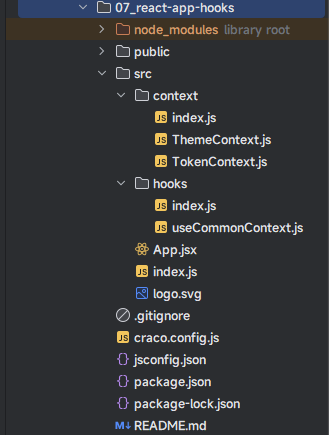 07_react-app-hooks
node_modules library root
public
src
context
JS index.js
JS ThemeContext.js
JS TokenContext.js
hooks
JS index.js
JS useCommonContext.js
App.jsx
JS index.js
logo.svg
.gitignore
JS craco.config.js
{} jsconfig.json
{} package.json
{} package-lock.json
M↓ README.md